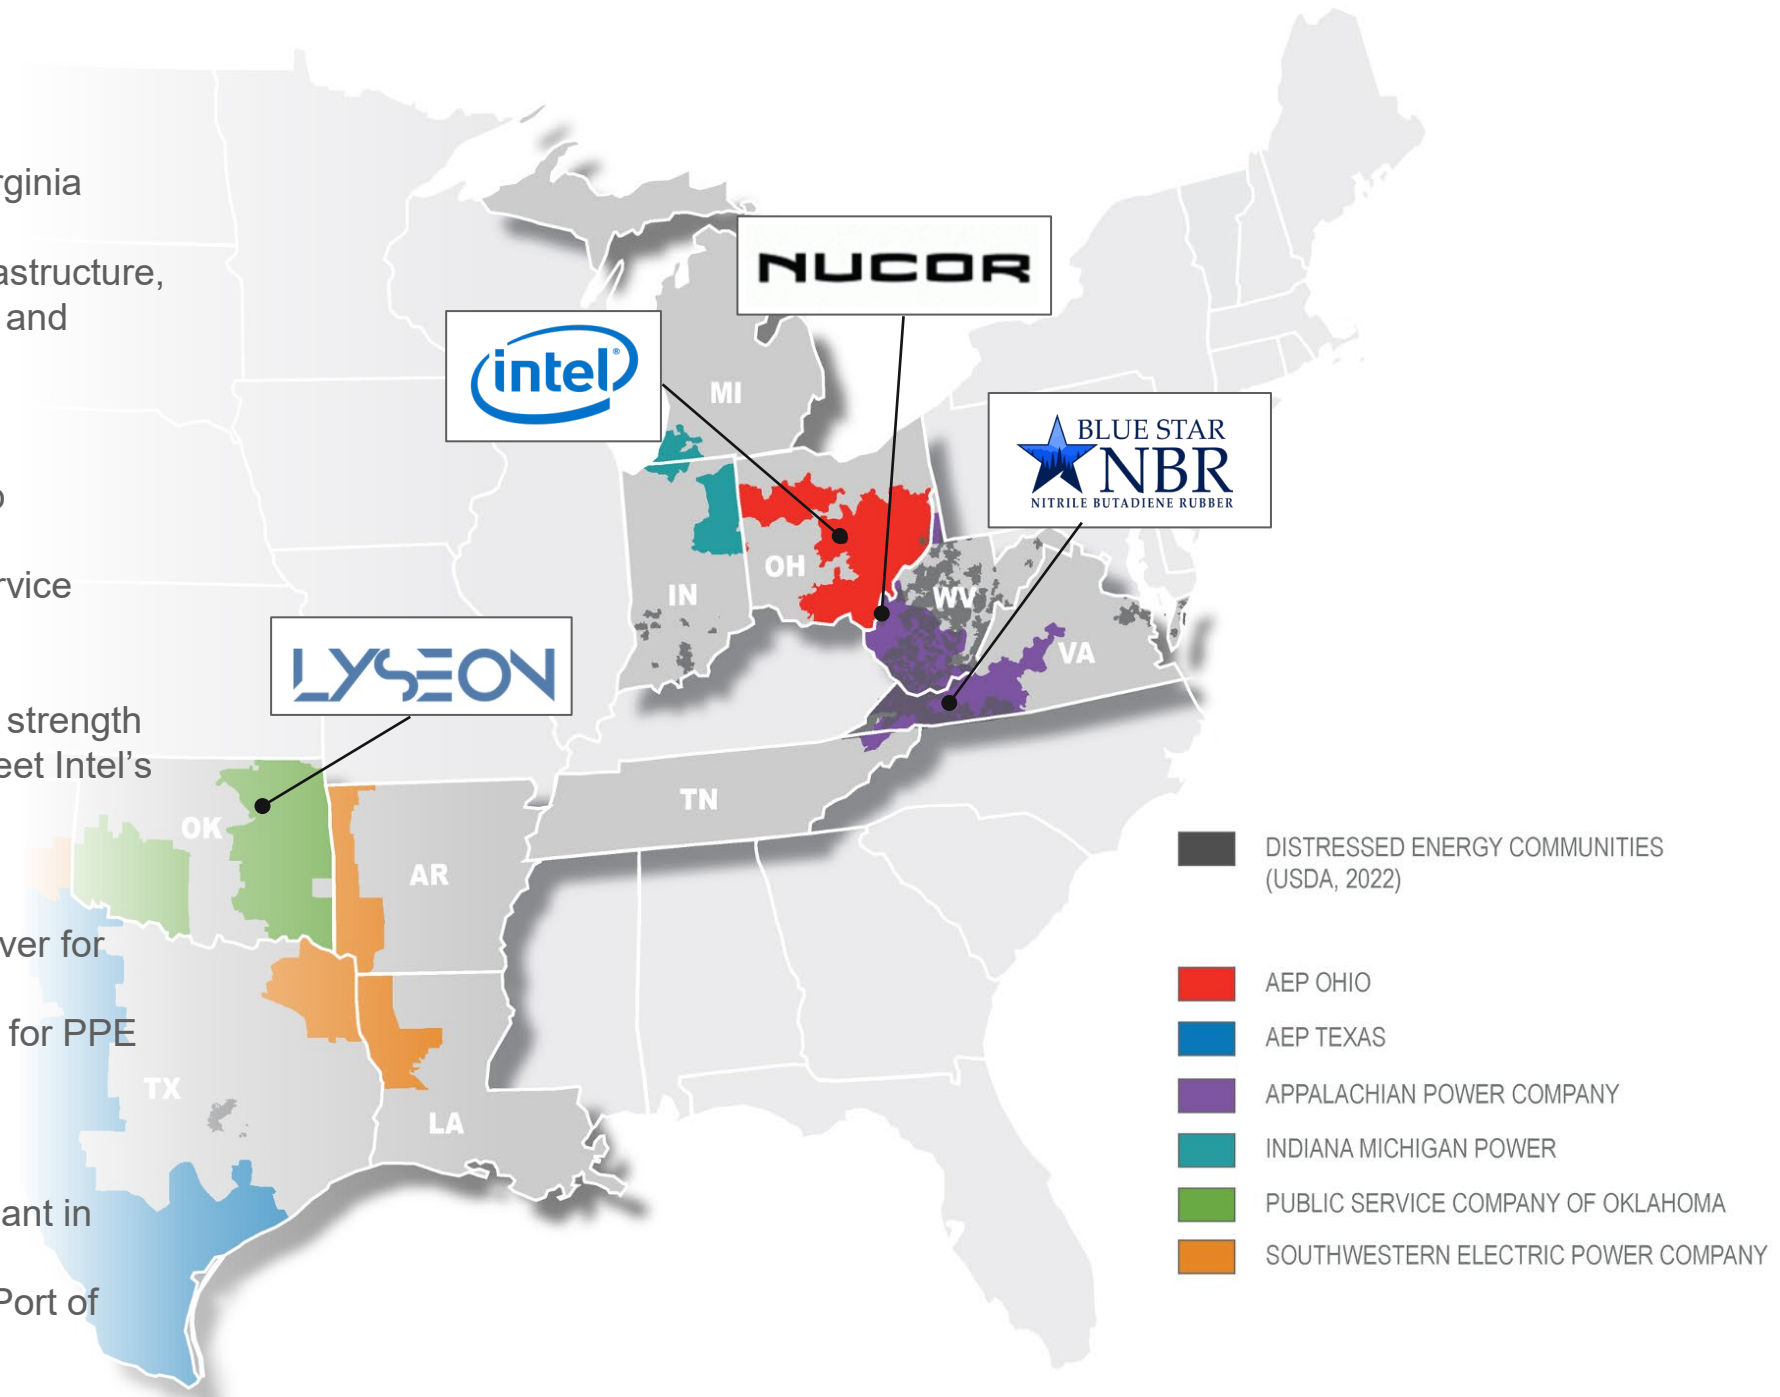 rginia
astructure,
and
o
rvice
strength
eet Intel’s
ver for
for PPE
ant in
Port of
NUCOR
intel®
BLUE STAR
NBR
NITRILE BUTADIENE RUBBER
LYSEON
MI
OH
IN
WV
VA
TN
OK
AR
TX
LA
DISTRESSED ENERGY COMMUNITIES
(USDA, 2022)
AEP OHIO
AEP TEXAS
APPALACHIAN POWER COMPANY
INDIANA MICHIGAN POWER
PUBLIC SERVICE COMPANY OF OKLAHOMA
SOUTHWESTERN ELECTRIC POWER COMPANY